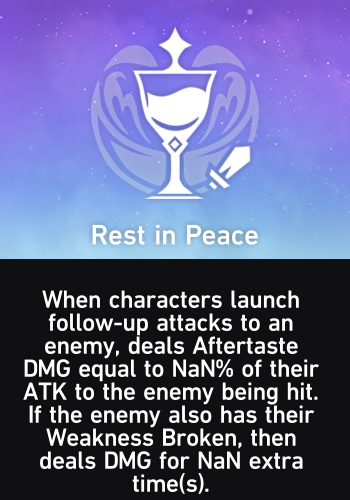 Rest in Peace
When characters launch
follow-up attacks to an
enemy, deals Aftertaste
DMG equal to NaN% of their
ATK to the enemy being hit.
If the enemy also has their
Weakness Broken, then
deals DMG for NaN extra
time(s).